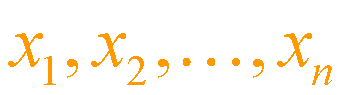 x₁, x₂, ..., xₙ